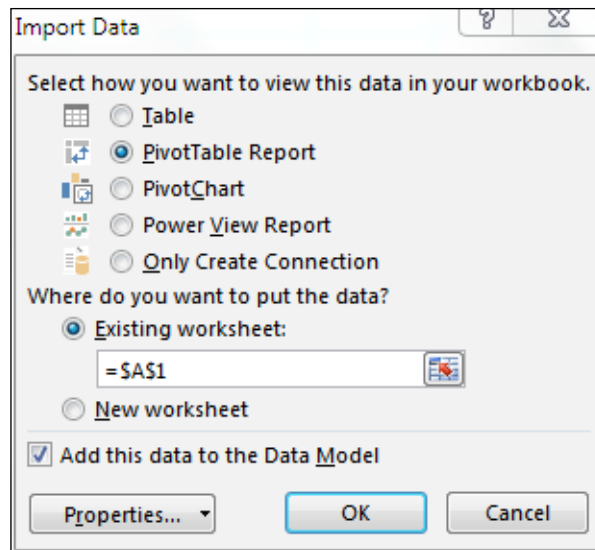 Import Data
Select how you want to view this data in your workbook.
Table
PivotTable Report
PivotChart
Power View Report
Only Create Connection
Where do you want to put the data?
Existing worksheet:
=$A$1
New worksheet
Add this data to the Data Model
Properties...
OK
Cancel